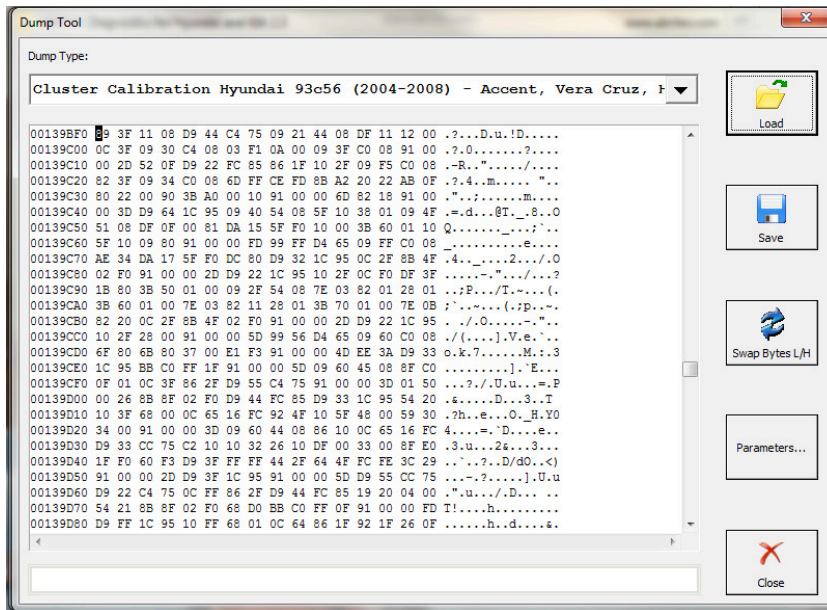 Dump Tool
Dump Type:
Cluster Calibration Hyundai 93c56 (2004-2008) - Accent, Vera Cruz, H
00139BF0 89 3F 11 08 D9 44 C4 75 09 21 44 08 DF 11 12 00 .?...D.u.!D.....
00139C00 0C 3F 09 30 C4 08 03 F1 0A 00 09 3F C0 08 91 00 .?.0.......?....
00139C10 00 2D 52 0F D9 22 FC 85 86 1F 10 2F 09 F5 C0 08 .-R.."...../....
00139C20 82 3F 09 34 C0 08 6D FF CE FD 8B A2 20 22 AB 0F .?.4..m..... "..
00139C30 80 22 00 90 3B A0 00 10 91 00 00 6D 82 18 91 00 ."..;......m....
00139C40 00 3D D9 64 1C 95 09 40 54 08 5F 10 38 01 09 4F .=.d...@T._.8..O
00139C50 51 08 DF 0F 00 81 DA 15 5F F0 10 00 3B 60 01 10 Q......._...;`..
00139C60 5F 10 09 80 91 00 00 FD 99 FF D4 65 09 FF C0 08 _..........e....
00139C70 AE 34 DA 17 5F F0 DC 80 D9 32 1C 95 0C 2F 8B 4F .4.._....2.../.O
00139C80 02 F0 91 00 00 2D D9 22 1C 95 10 2F 0C F0 DF 3F .....-.".../...?
00139C90 1B 80 3B 50 01 00 09 2F 54 08 7E 03 82 01 28 01 ..;P.../T.~...(.
00139CA0 3B 60 01 00 7E 03 82 11 28 01 3B 70 01 00 7E 0B ;`..~...(.;p..~.
00139CB0 82 20 0C 2F 8B 4F 02 F0 91 00 00 2D D9 22 1C 95 . ./.O.....-."..
00139CC0 10 2F 28 00 91 00 00 5D 99 56 D4 65 09 60 C0 08 ./(....].V.e.`..
00139CD0 6F 80 6B 80 37 00 E1 F3 91 00 00 4D EE 3A D9 33 o.k.7......M.:.3
00139CE0 1C 95 BB C0 FF 1F 91 00 00 5D 09 60 45 08 8F C0 .........].`E...
00139CF0 0F 01 0C 3F 86 2F D9 55 C4 75 91 00 00 3D 01 50 ...?./.U.u...=.P
00139D00 00 26 8B 8F 02 F0 D9 44 FC 85 D9 33 1C 95 54 20 .&.....D...3..T
00139D10 10 3F 68 00 0C 65 16 FC 92 4F 10 5F 48 00 59 30 .?h..e...O._H.Y0
00139D20 34 00 91 00 00 3D 09 60 44 08 86 10 0C 65 16 FC 4....=.`D....e..
00139D30 D9 33 CC 75 C2 10 10 32 26 10 DF 00 33 00 8F E0 .3.u...2&...3...
00139D40 1F F0 60 F3 D9 3F FF FF 44 2F 64 4F FC FE 3C 29 ..`..?..D/dO..<)
00139D50 91 00 00 2D D9 3F 1C 95 91 00 00 5D D9 55 CC 75 ...-.?.....].U.u
00139D60 D9 22 C4 75 0C FF 86 2F D9 44 FC 85 19 20 04 00 .".u.../.D... ..
00139D70 54 21 8B 8F 02 F0 68 D0 BB C0 FF 0F 91 00 00 FD T!....h.........
00139D80 D9 FF 1C 95 10 FF 68 01 0C 64 86 1F 92 1F 26 0F ......h..d....&.
Load
Save
Swap Bytes L/H
Parameters...
Close